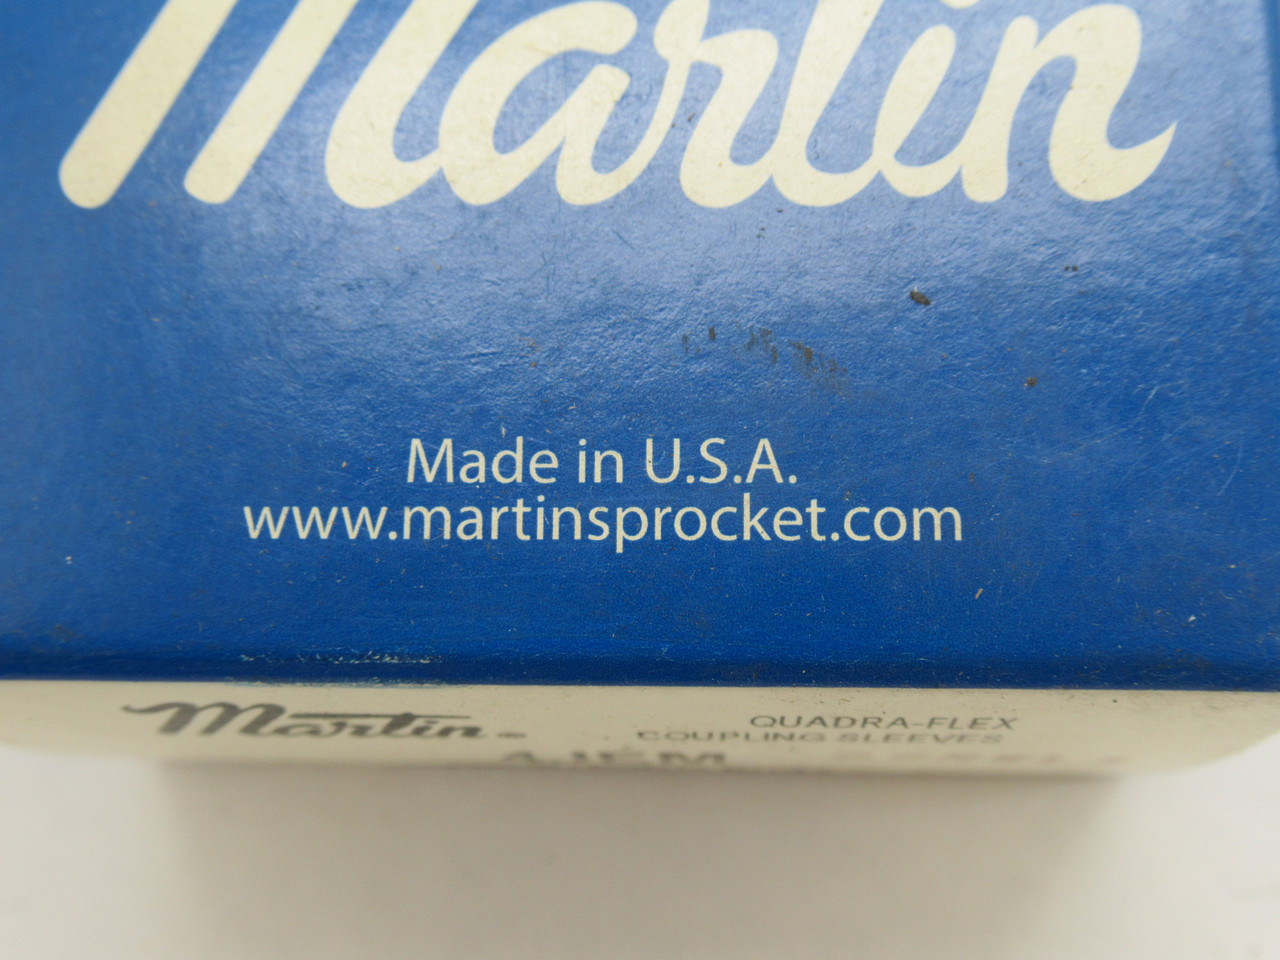 Martin
Made in U.S.A.
www.martinsprocket.com
Martin
QUADRA-FLEX
COUPLING SLEEVES